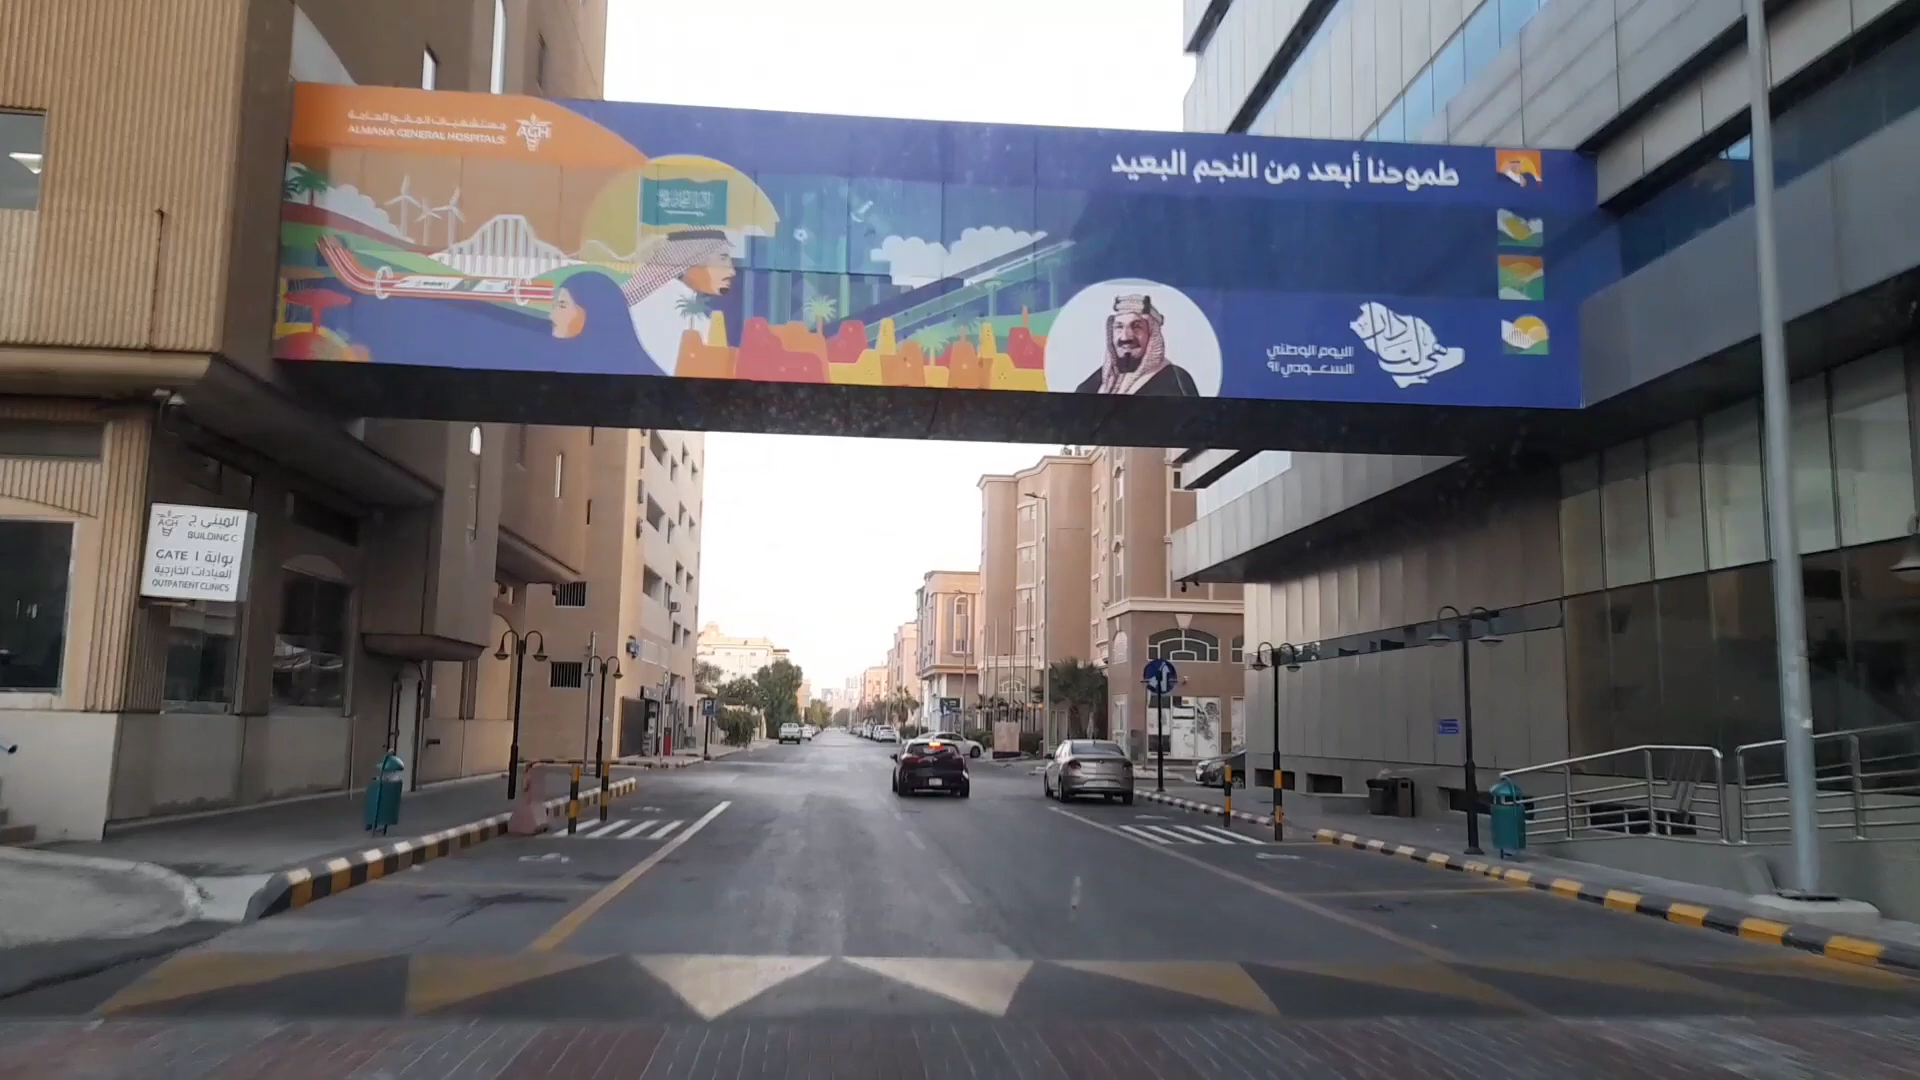 مستشفيات المانع العامة
ALMANA GENERAL HOSPITALS
AGH
طموحنا أبعد من النجم البعيد
هي لنا دار
اليوم الوطني
السعودي ٩١
AGH
المبنى ج
BUILDING C
GATE 1 بوابة
العيادات الخارجية
OUTPATIENT CLINICS
P